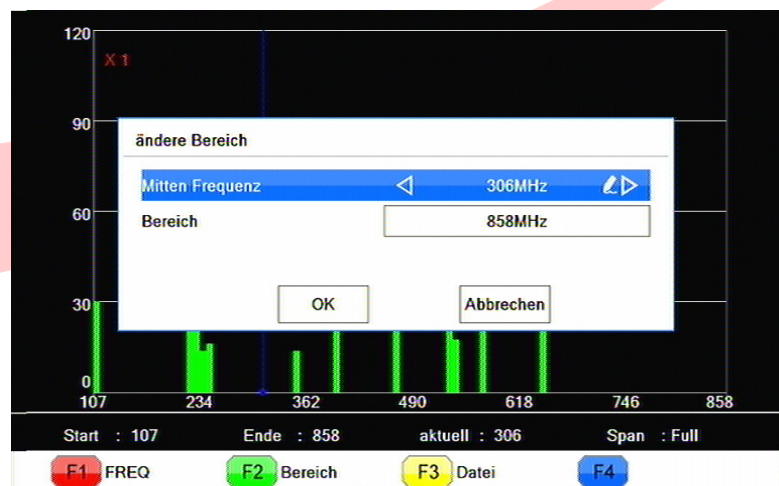 120
X 1
90
ändere Bereich
Mitten Frequenz 306MHz
60
Bereich 858MHz
30
OK Abbrechen
0
107 234 362 490 618 746 858
Start : 107 Ende : 858 aktuell : 306 Span : Full
F1 FREQ F2 Bereich F3 Datei F4